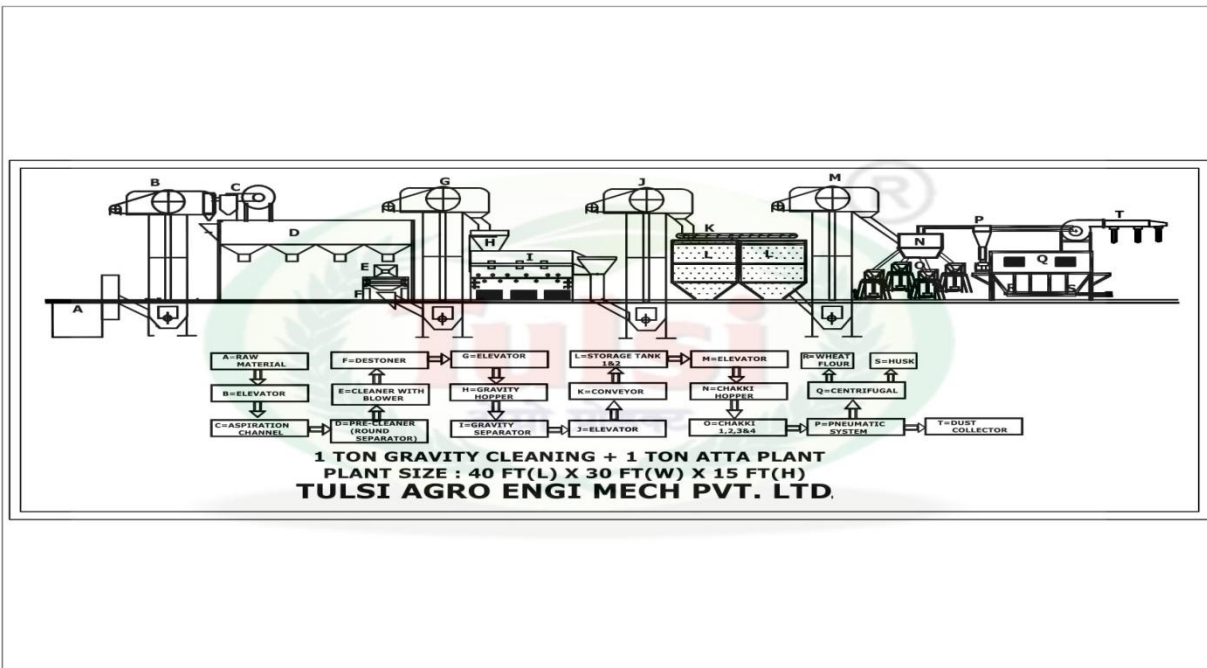 B
C
D
E
F
A
G
H
I
J
K
L
L
M
N
O
P
Q
R
S
T
®
Tulsi
A=RAW
MATERIAL
B=ELEVATOR
C=ASPIRATION
CHANNEL
D=PRE-CLEANER
(ROUND
SEPARATOR)
E=CLEANER WITH
BLOWER
F=DESTONER
G=ELEVATOR
H=GRAVITY
HOPPER
I=GRAVITY
SEPARATOR
J=ELEVATOR
K=CONVEYOR
L=STORAGE TANK
1&2
M=ELEVATOR
N=CHAKKI
HOPPER
O=CHAKKI
1,2,3&4
P=PNEUMATIC
SYSTEM
Q=CENTRIFUGAL
R=WHEAT
FLOUR
S=HUSK
T=DUST
COLLECTOR
1 TON GRAVITY CLEANING + 1 TON ATTA PLANT
PLANT SIZE : 40 FT(L) X 30 FT(W) X 15 FT(H)
TULSI AGRO ENGI MECH PVT. LTD.